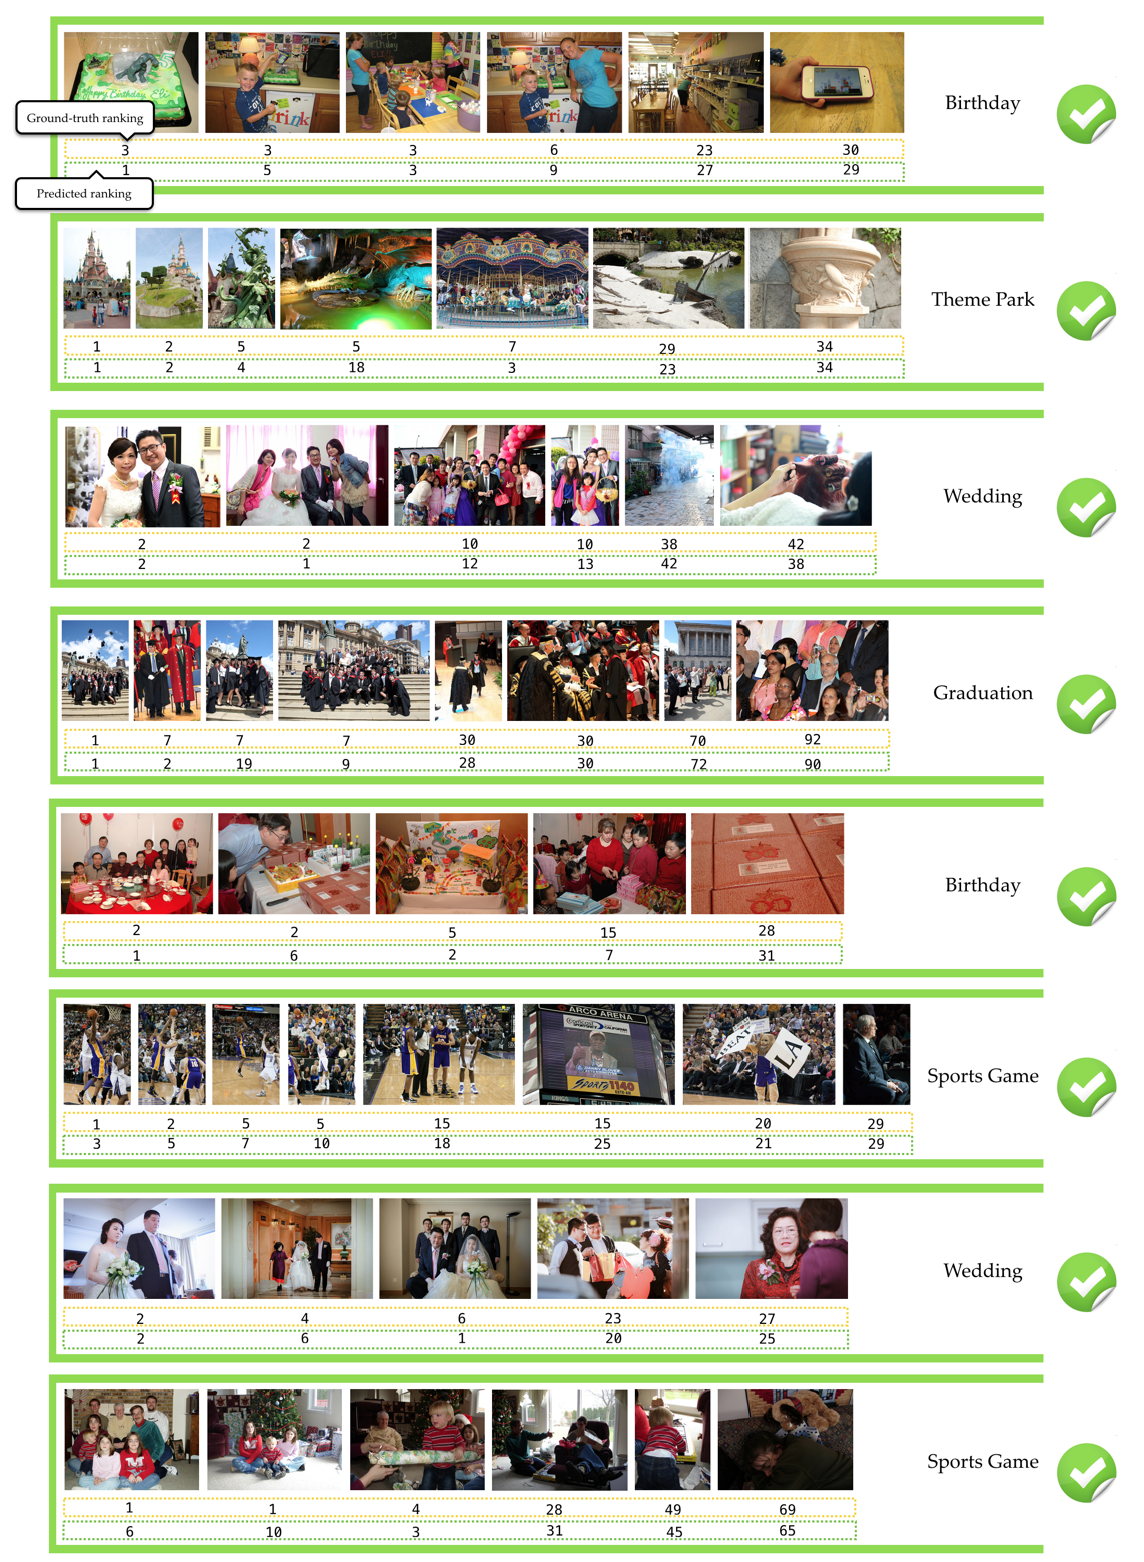 Happy Birthday Eli
rink
Birthday
Ground-truth ranking
3 3 3 6 23 30
1 5 3 9 27 29
Predicted ranking
Theme Park
1 2 5 5 7 29 34
1 2 4 18 3 23 34
Wedding
2 2 10 10 38 42
2 1 12 13 42 38
Graduation
1 7 7 7 30 30 70 92
1 2 19 9 28 30 72 90
Birthday
2 2 5 15 28
1 6 2 7 31
ARCO ARENA
SPORTS 1140
BEAT
LA
Sports Game
1 2 5 5 15 15 20 29
3 5 7 10 18 25 21 29
Wedding
2 4 6 23 27
2 6 1 20 25
Sports Game
1 1 4 28 49 69
6 10 3 31 45 65